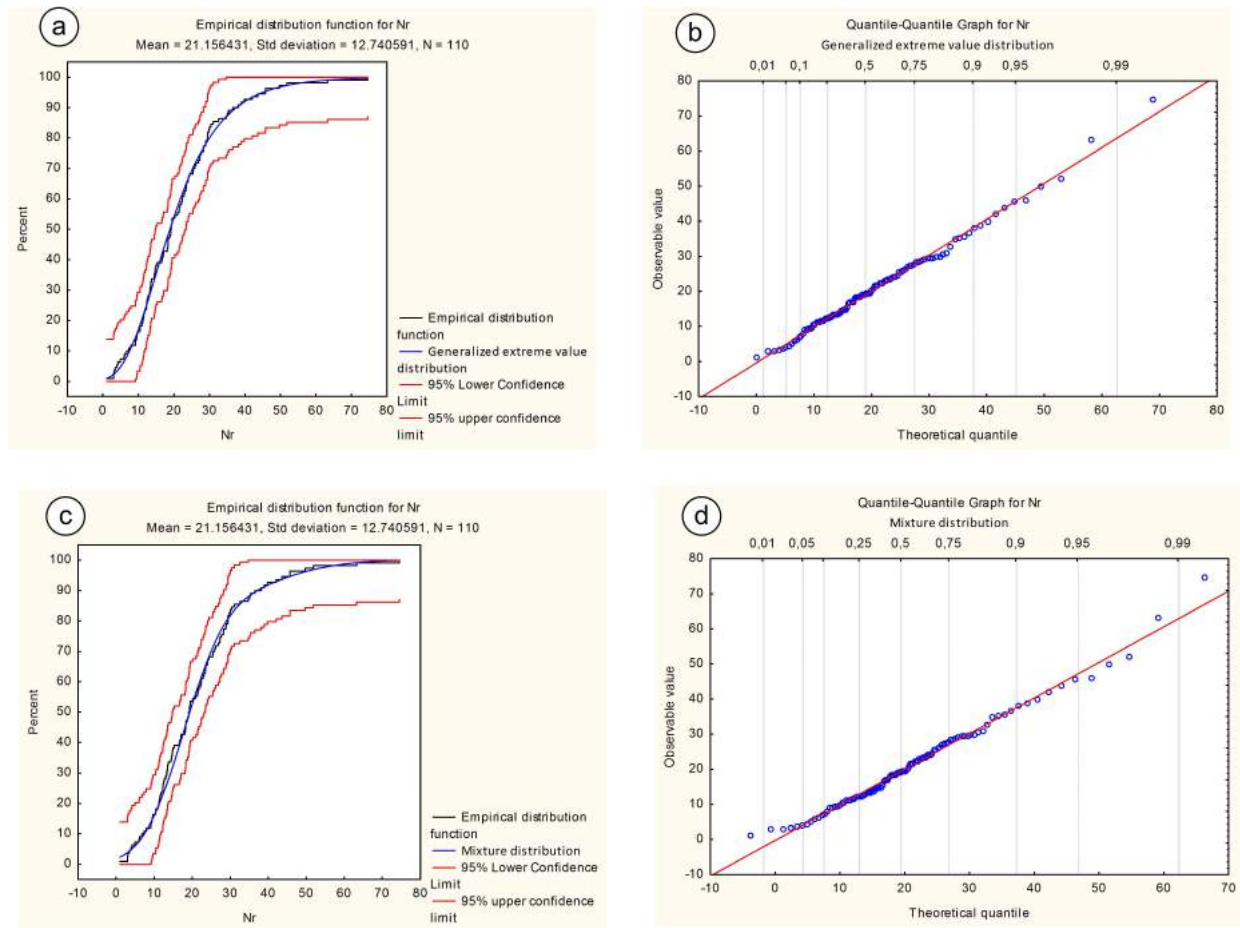 a
Empirical distribution function for Nr
Mean = 21.156431, Std deviation = 12.740591, N = 110
100
90
80
70
60
50
40
30
20
10
0
Percent
-10 0 10 20 30 40 50 60 70 80
Nr
Empirical distribution
function
Generalized extreme value
distribution
95% Lower Confidence
Limit
95% upper confidence
limit
b
Quantile-Quantile Graph for Nr
Generalized extreme value distribution
0,01 0,1 0,5 0,75 0,9 0,95 0,99
80
70
60
50
40
30
20
10
0
-10
Observable value
-10 0 10 20 30 40 50 60 70 80
Theoretical quantile
c
Empirical distribution function for Nr
Mean = 21.156431, Std deviation = 12.740591, N = 110
100
90
80
70
60
50
40
30
20
10
0
Percent
-10 0 10 20 30 40 50 60 70 80
Nr
Empirical distribution
function
Mixture distribution
95% Lower Confidence
Limit
95% upper confidence
limit
d
Quantile-Quantile Graph for Nr
Mixture distribution
0,01 0,05 0,25 0,5 0,75 0,9 0,95 0,99
80
70
60
50
40
30
20
10
0
-10
Observable value
-10 0 10 20 30 40 50 60 70
Theoretical quantile